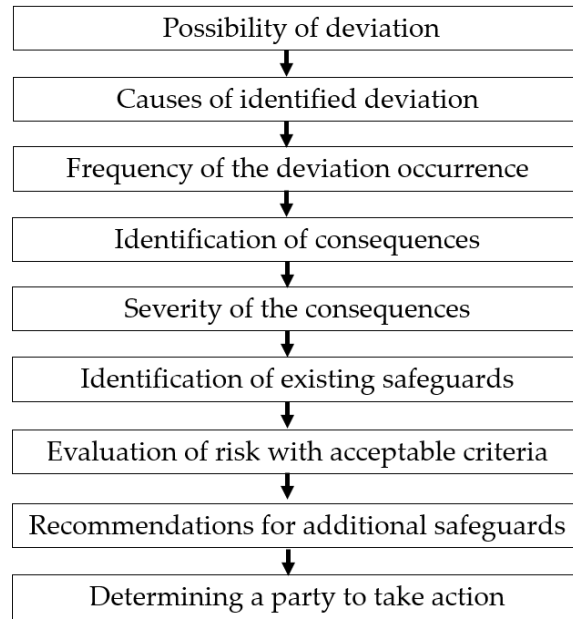 Possibility of deviation
Causes of identified deviation
Frequency of the deviation occurrence
Identification of consequences
Severity of the consequences
Identification of existing safeguards
Evaluation of risk with acceptable criteria
Recommendations for additional safeguards
Determining a party to take action